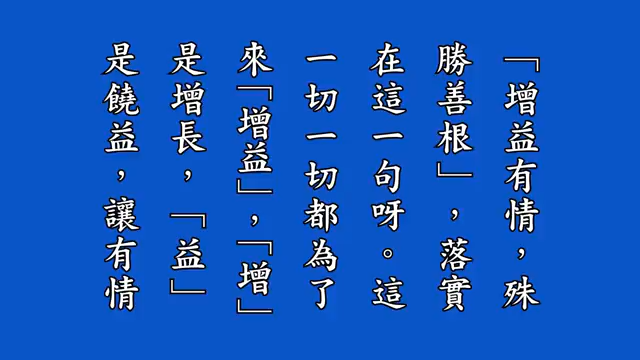 「增益有情，殊
勝善根」，落實
在這一句呀。這
一切一切都為了
來「增益」，「增」
是增長，「益」
是饒益，讓有情